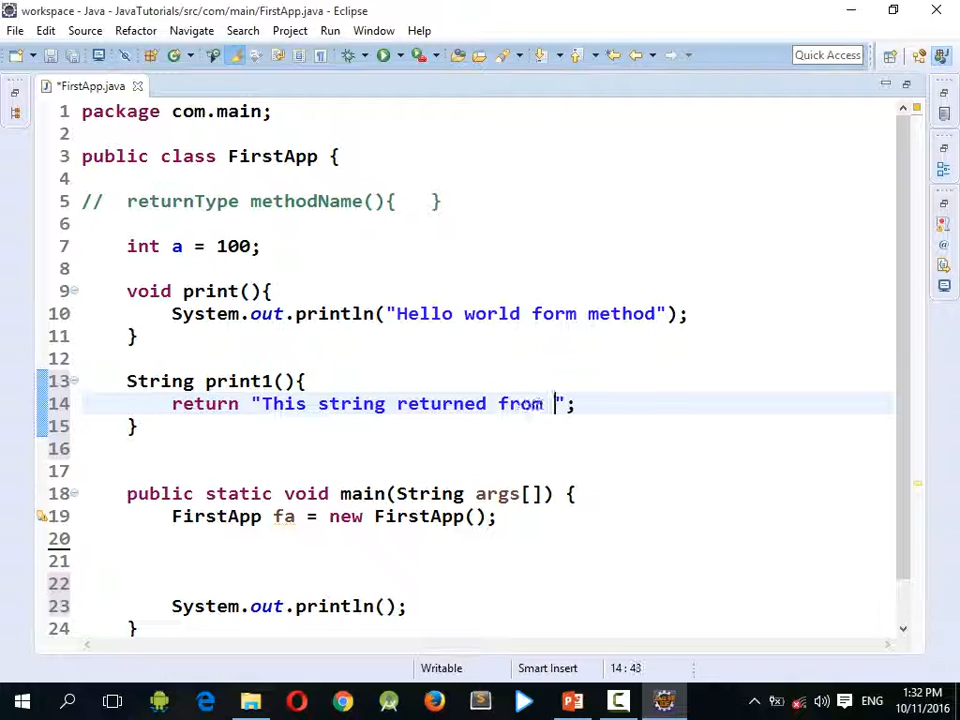 workspace - Java - JavaTutorials/src/com/main/FirstApp.java - Eclipse
File Edit Source Refactor Navigate Search Project Run Window Help
Quick Access
*FirstApp.java
1 package com.main;
2
3 public class FirstApp {
4
5 // returnType methodName(){ }
6
7 int a = 100;
8
9 void print(){
10 System.out.println("Hello world form method");
11 }
12
13 String print1(){
14 return "This string returned from ";
15 }
16
17
18 public static void main(String args[]) {
19 FirstApp fa = new FirstApp();
20
21
22
23 System.out.println();
24 }
Writable Smart Insert 14 : 43
ENG 1:32 PM
10/11/2016